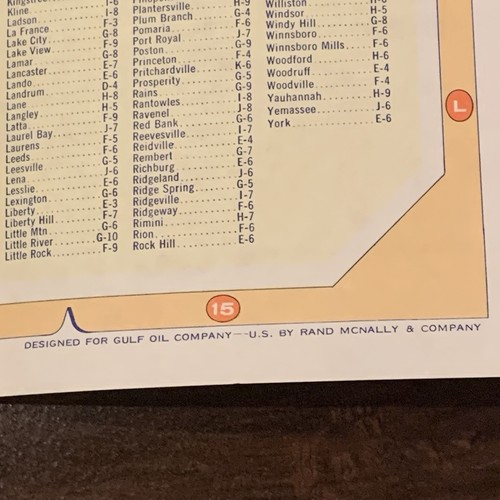 Kline I-6
Ladson I-8
La France F-3
Lake City G-8
Lake View F-9
Lamar G-8
Lancaster E-7
Lando E-6
Landrum D-4
Lane H-8
Langley H-5
Latta F-9
Laurel Bay J-7
Laurens F-5
Leeds F-6
Leesville G-5
Lena J-6
Lesslie E-6
Lexington G-6
Liberty E-3
Liberty Hill F-7
Little Mtn G-6
Little River G-10
Little Rock F-9
Plantersville H-9
Plum Branch G-4
Pomaria F-6
Port Royal J-7
Poston G-9
Princeton F-4
Pritchardville K-6
Prosperity G-5
Rains G-9
Rantowles I-8
Ravenel J-8
Red Bank G-6
Reevesville I-7
Reidville E-4
Rembert G-7
Richburg E-6
Ridgeland J-6
Ridge Spring G-5
Ridgeville I-7
Ridgeway F-6
Rimini H-7
Rion F-6
Rock Hill E-6
Williston
Windsor H-5
Windy Hill G-8
Winnsboro F-6
Winnsboro Mills F-6
Woodford H-6
Woodruff E-4
Woodville F-4
Yauhannah H-9
Yemassee J-6
York E-6
L
15
DESIGNED FOR GULF OIL COMPANY--U.S. BY RAND MCNALLY & COMPANY